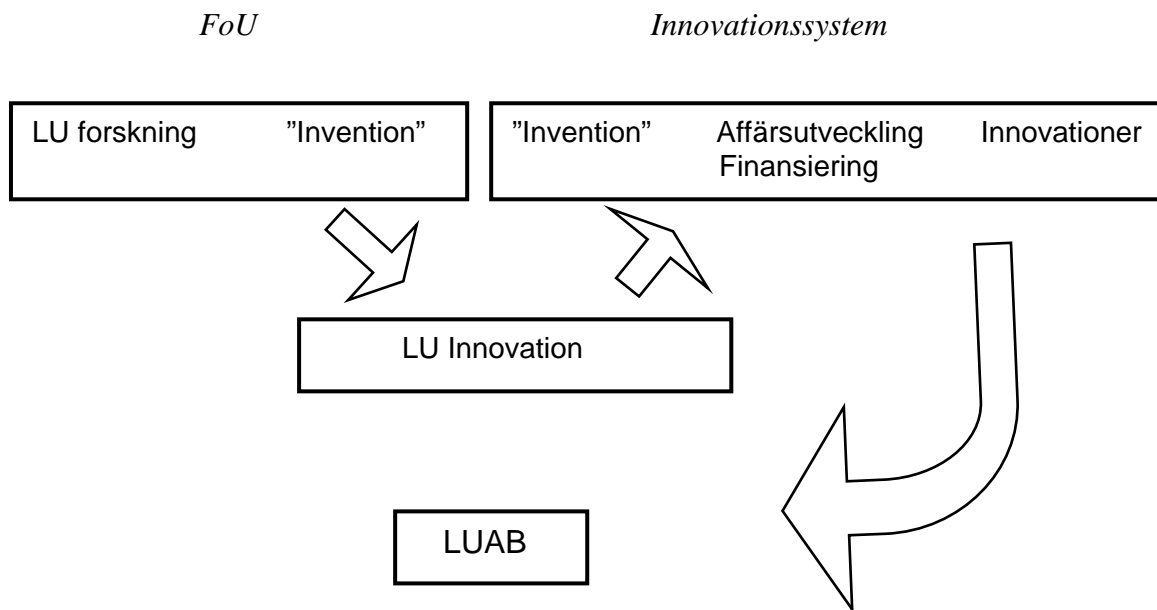 FoU Innovationssystem
LU forskning ”Invention” ”Invention” Affärsutveckling Innovationer
Finansiering
LU Innovation
LUAB